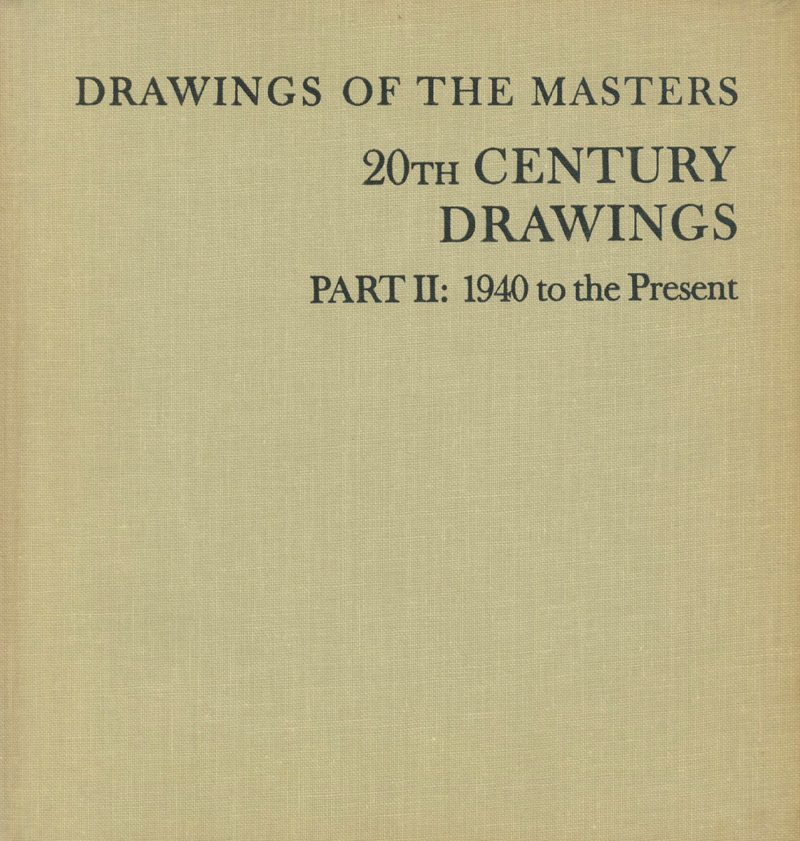 DRAWINGS OF THE MASTERS
20TH CENTURY
DRAWINGS
PART II: 1940 to the Present